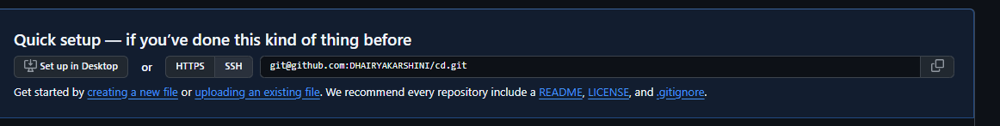 Quick setup — if you’ve done this kind of thing before
Set up in Desktop or HTTPS SSH git@github.com:DHAIRYAKARSHINI/cd.git
Get started by creating a new file or uploading an existing file. We recommend every repository include a README, LICENSE, and .gitignore.